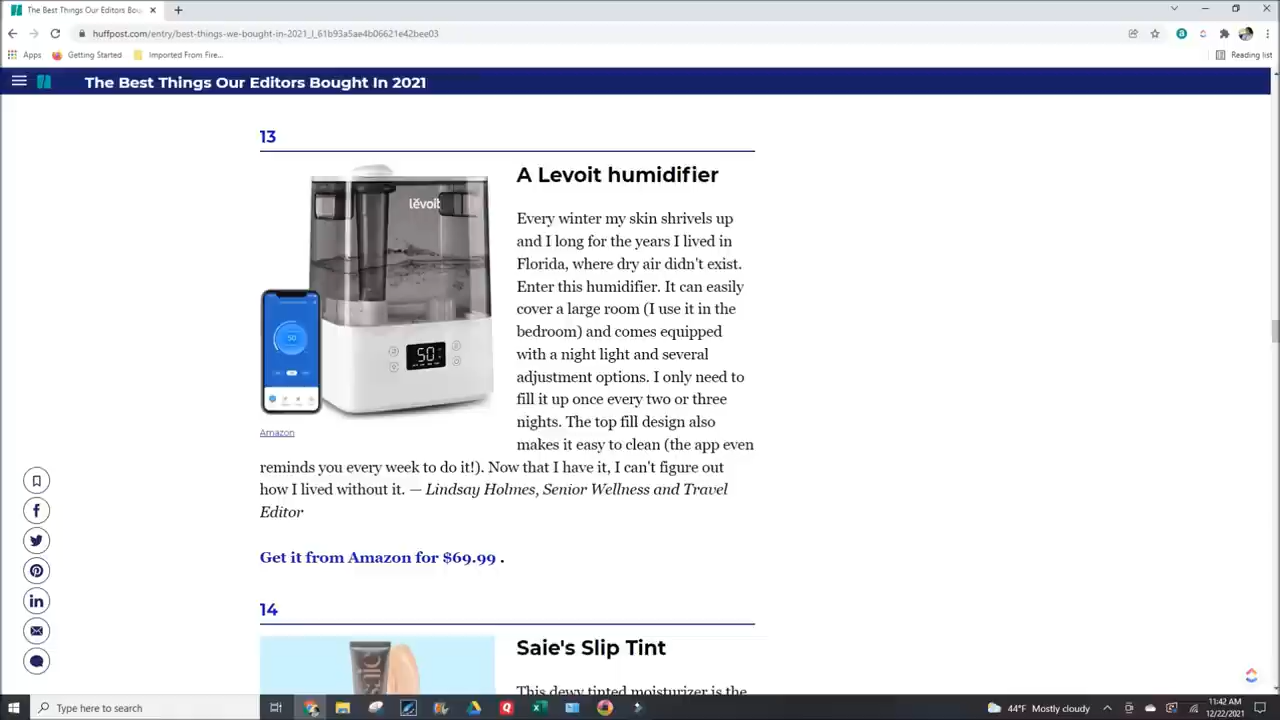 The Best Things Our Editors Bou
huffpost.com/entry/best-things-we-bought-in-2021_l_61b93a5ae4b06621e42bee03
Apps
Getting Started
Imported From Fire...
Reading list
The Best Things Our Editors Bought In 2021
13
A Levoit humidifier
levoit
Every winter my skin shrivels up
and I long for the years I lived in
Florida, where dry air didn't exist.
Enter this humidifier. It can easily
cover a large room (I use it in the
bedroom) and comes equipped
with a night light and several
adjustment options. I only need to
fill it up once every two or three
nights. The top fill design also
makes it easy to clean (the app even
50
50
Amazon
reminds you every week to do it!). Now that I have it, I can't figure out
how I lived without it. — Lindsay Holmes, Senior Wellness and Travel
Editor
Get it from Amazon for $69.99 .
14
Saie's Slip Tint
This dewy tinted moisturizer is the
Type here to search
44°F Mostly cloudy
11:42 AM
12/22/2021